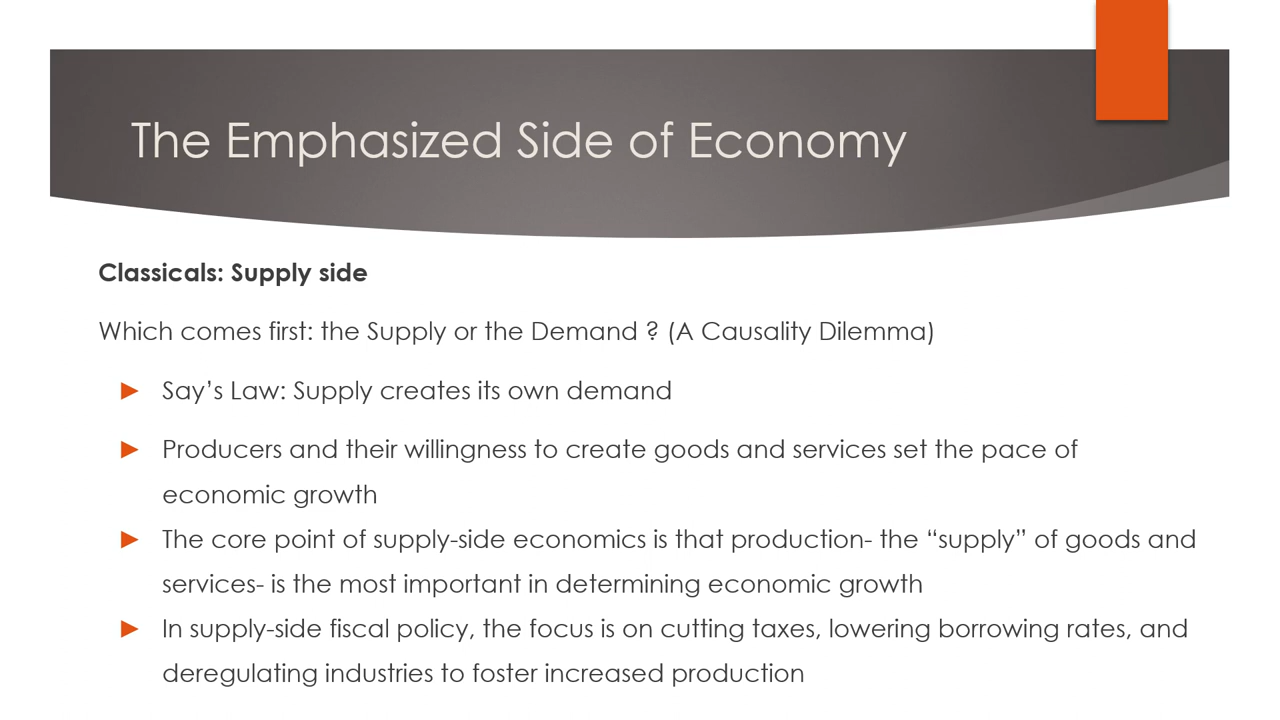 The Emphasized Side of Economy
Classicals: Supply side
Which comes first: the Supply or the Demand ? (A Causality Dilemma)
► Say’s Law: Supply creates its own demand
► Producers and their willingness to create goods and services set the pace of
economic growth
► The core point of supply-side economics is that production- the “supply” of goods and
services- is the most important in determining economic growth
► In supply-side fiscal policy, the focus is on cutting taxes, lowering borrowing rates, and
deregulating industries to foster increased production